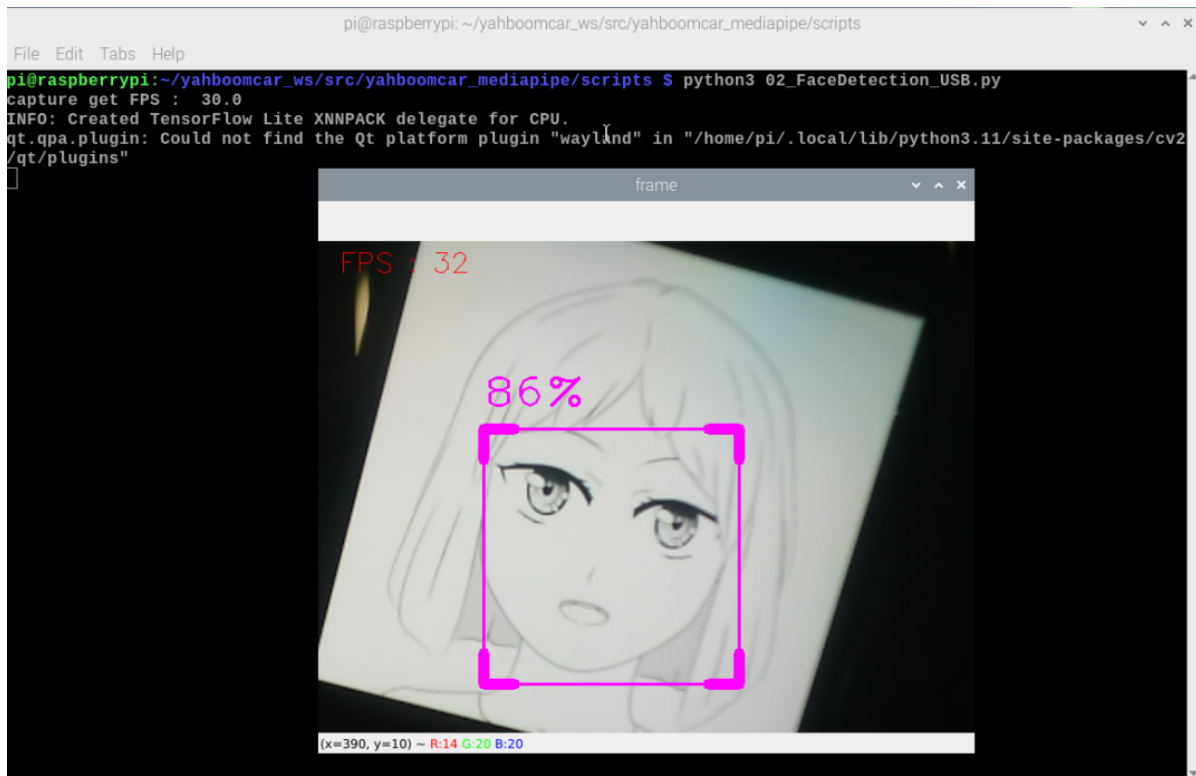 pi@raspberrypi: ~/yahboomcar_ws/src/yahboomcar_mediapipe/scripts
File Edit Tabs Help
pi@raspberrypi:~/yahboomcar_ws/src/yahboomcar_mediapipe/scripts $ python3 02_FaceDetection_USB.py
capture get FPS :  30.0
INFO: Created TensorFlow Lite XNNPACK delegate for CPU.
qt.qpa.plugin: Could not find the Qt platform plugin "wayland" in "/home/pi/.local/lib/python3.11/site-packages/cv2
/qt/plugins"
frame
FPS : 32
86%
(x=390, y=10) ~ R:14 G:20 B:20